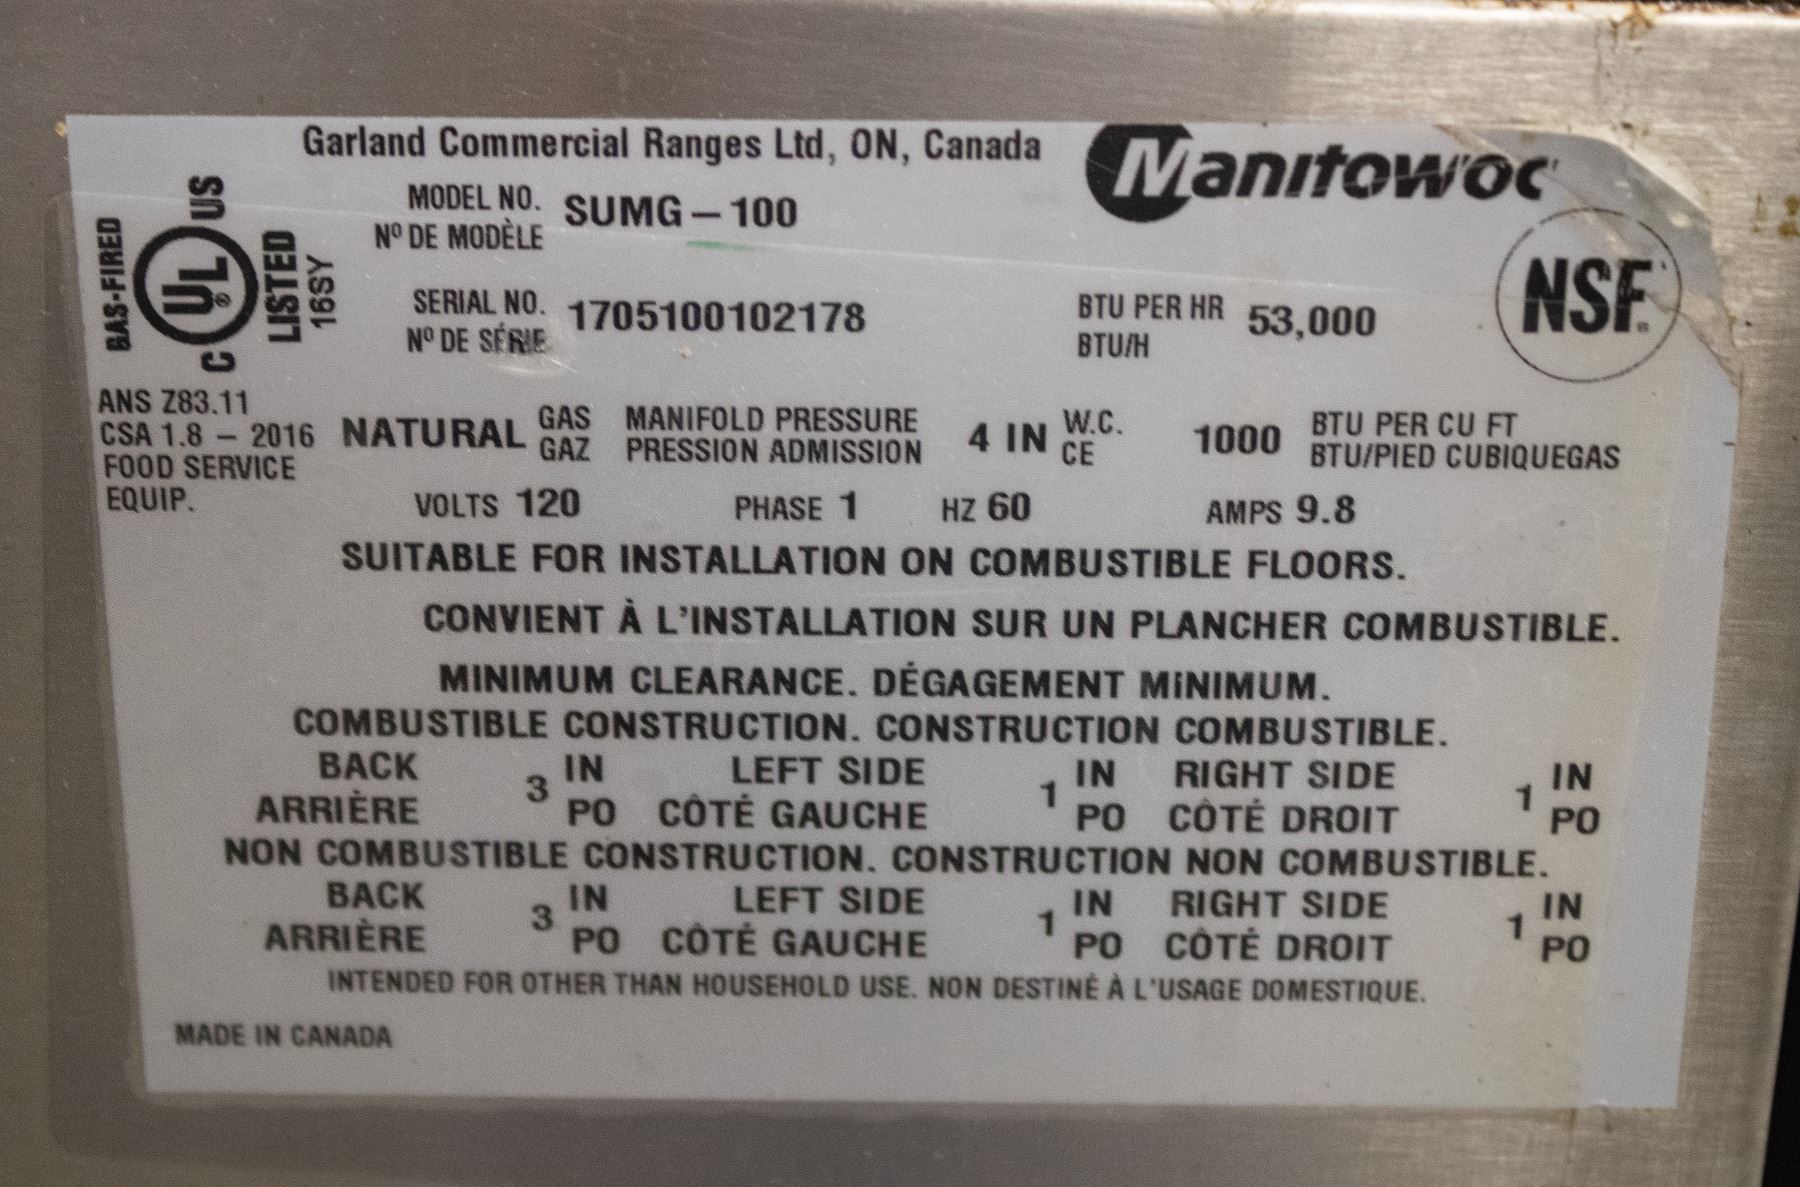 Garland Commercial Ranges Ltd, ON, Canada
Manitowoc
GAS-FIRED
C UL® US
LISTED
16SY
MODEL NO. SUMG – 100
Nº DE MODÈLE
NSF®
SERIAL NO. 1705100102178
Nº DE SÉRIE
BTU PER HR 53,000
BTU/H
ANS Z83.11
CSA 1.8 – 2016
FOOD SERVICE
EQUIP.
NATURAL GAS MANIFOLD PRESSURE 4 IN W.C. 1000 BTU PER CU FT
GAZ PRESSION ADMISSION CE BTU/PIED CUBIQUEGAS
VOLTS 120 PHASE 1 HZ 60 AMPS 9.8
SUITABLE FOR INSTALLATION ON COMBUSTIBLE FLOORS.
CONVIENT À L'INSTALLATION SUR UN PLANCHER COMBUSTIBLE.
MINIMUM CLEARANCE. DÉGAGEMENT MiNIMUM.
COMBUSTIBLE CONSTRUCTION. CONSTRUCTION COMBUSTIBLE.
BACK 3 IN LEFT SIDE 1 IN RIGHT SIDE 1 IN
ARRIÈRE PO CÔTÉ GAUCHE PO CÔTÉ DROIT PO
NON COMBUSTIBLE CONSTRUCTION. CONSTRUCTION NON COMBUSTIBLE.
BACK 3 IN LEFT SIDE 1 IN RIGHT SIDE 1 IN
ARRIÈRE PO CÔTÉ GAUCHE PO CÔTÉ DROIT PO
INTENDED FOR OTHER THAN HOUSEHOLD USE. NON DESTINÉ À L'USAGE DOMESTIQUE.
MADE IN CANADA